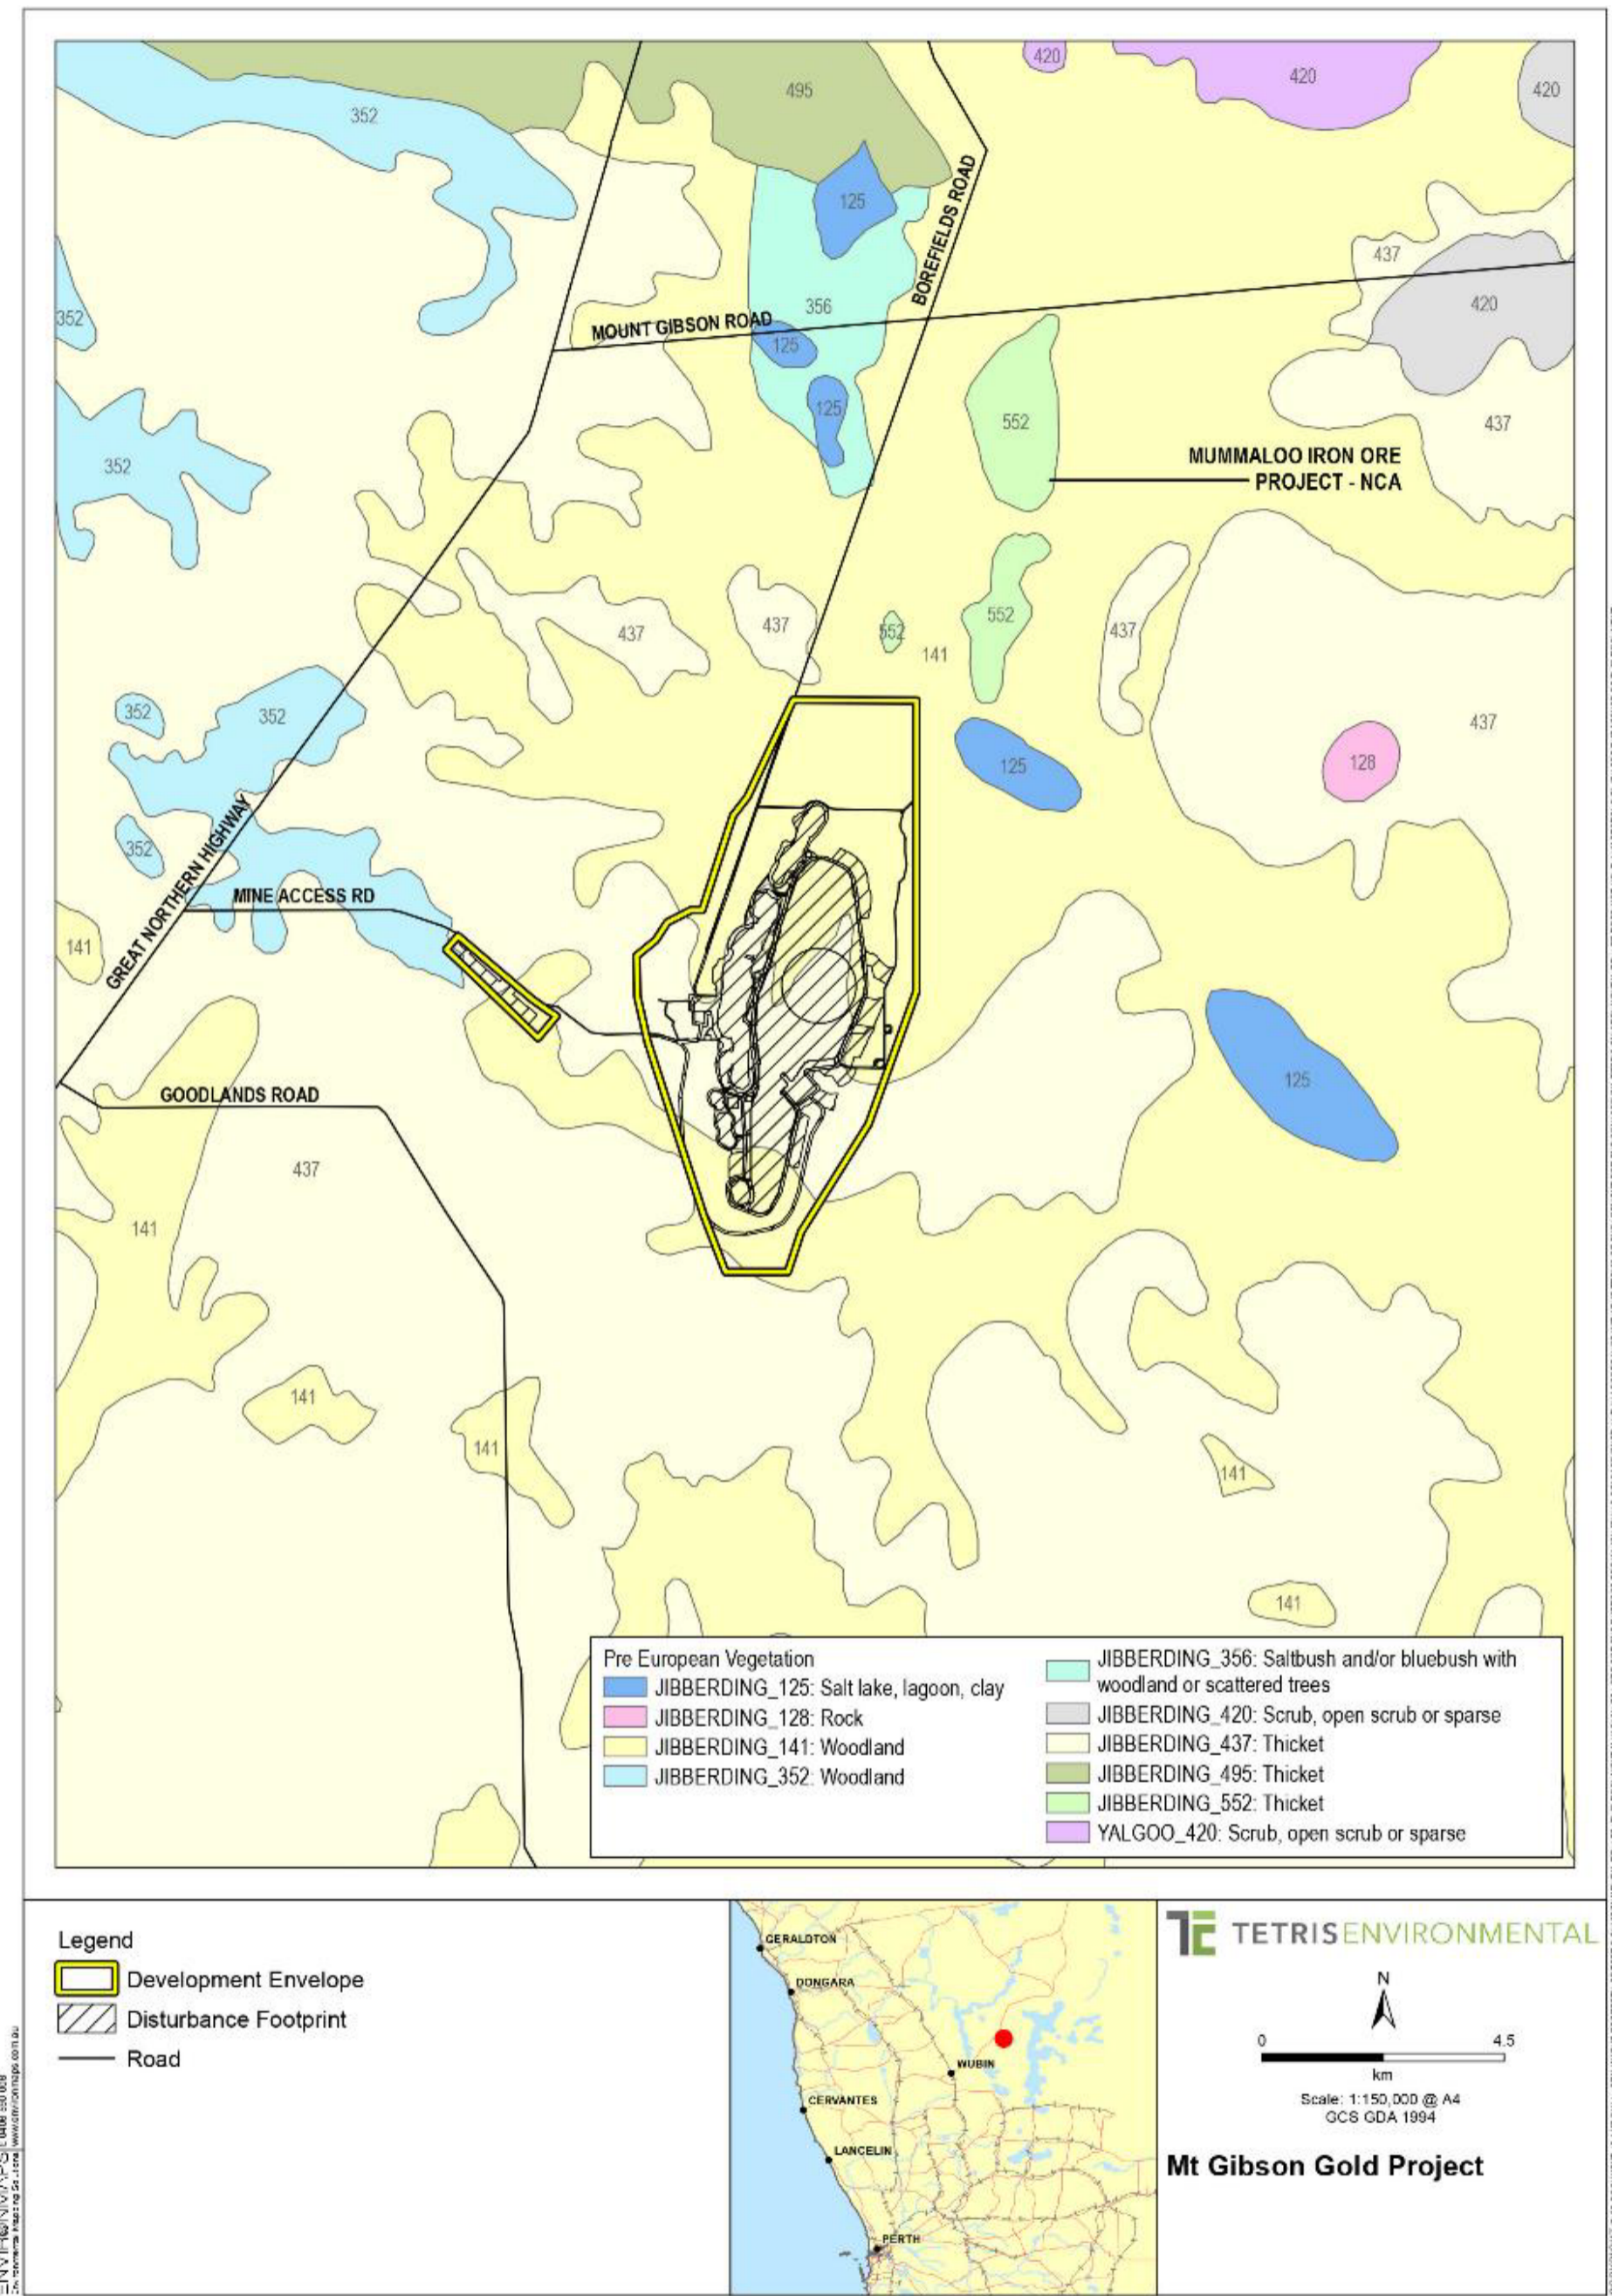 420
420
420
495
352
125
BOREFIELDS ROAD
437
420
356
352
MOUNT GIBSON ROAD
125
125
552
437
352
MUMMALOO IRON ORE
PROJECT - NCA
437
437
552
552
437
141
352
352
437
125
128
352
GREAT NORTHERN HIGHWAY
MINE ACCESS RD
141
125
GOODLANDS ROAD
437
141
141
141
141
141
Pre European Vegetation
JIBBERDING_125: Salt lake, lagoon, clay
JIBBERDING_128: Rock
JIBBERDING_141: Woodland
JIBBERDING_352: Woodland
JIBBERDING_356: Saltbush and/or bluebush with
woodland or scattered trees
JIBBERDING_420: Scrub, open scrub or sparse
JIBBERDING_437: Thicket
JIBBERDING_495: Thicket
JIBBERDING_552: Thicket
YALGOO_420: Scrub, open scrub or sparse
Legend
Development Envelope
Disturbance Footprint
Road
GERALDTON
DONGARA
WUBIN
CERVANTES
LANCELIN
PERTH
TE TETRIS ENVIRONMENTAL
N
0 4.5
km
Scale: 1:150,000 @ A4
GCS GDA 1994
Mt Gibson Gold Project